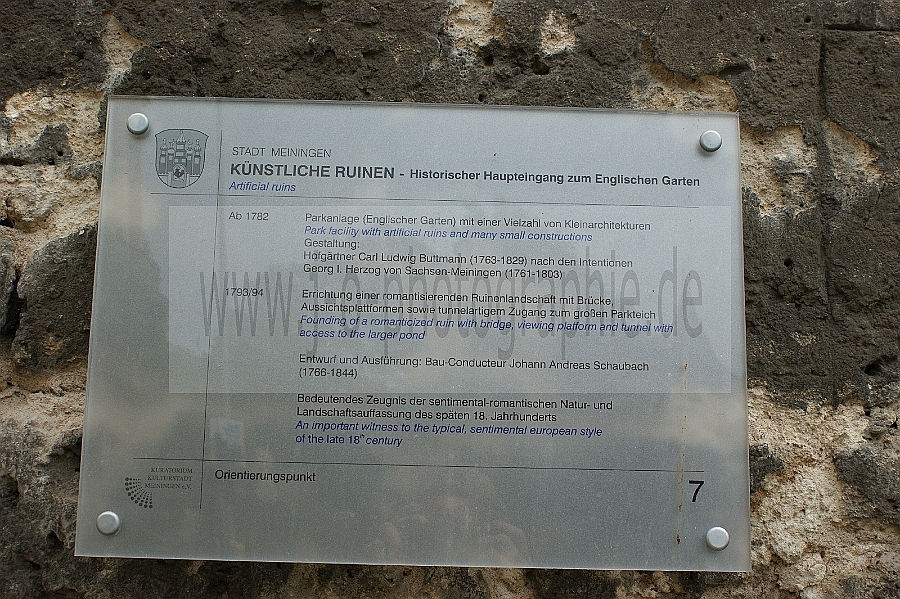 STADT MEININGEN
KÜNSTLICHE RUINEN - Historischer Haupteingang zum Englischen Garten
Artificial ruins
Ab 1782
Parkanlage (Englischer Garten) mit einer Vielzahl von Kleinarchitekturen
Park facility with artificial ruins and many small constructions
Gestaltung:
Hofgärtner Carl Ludwig Buttmann (1763-1829) nach den Intentionen
Georg I. Herzog von Sachsen-Meiningen (1761-1803)
1793/94
Errichtung einer romantisierenden Ruinenlandschaft mit Brücke,
Aussichtsplattformen sowie tunnelartigem Zugang zum großen Parkteich
Founding of a romanticized ruin with bridge, viewing platform and tunnel with
access to the larger pond
Entwurf und Ausführung: Bau-Conducteur Johann Andreas Schaubach
(1766-1844)
Bedeutendes Zeugnis der sentimental-romantischen Natur- und
Landschaftsauffassung des späten 18. Jahrhunderts
An important witness to the typical, sentimental european style
of the late 18th century
KURATORIUM
KULTURSTADT
MEININGEN e.V.
Orientierungspunkt
7